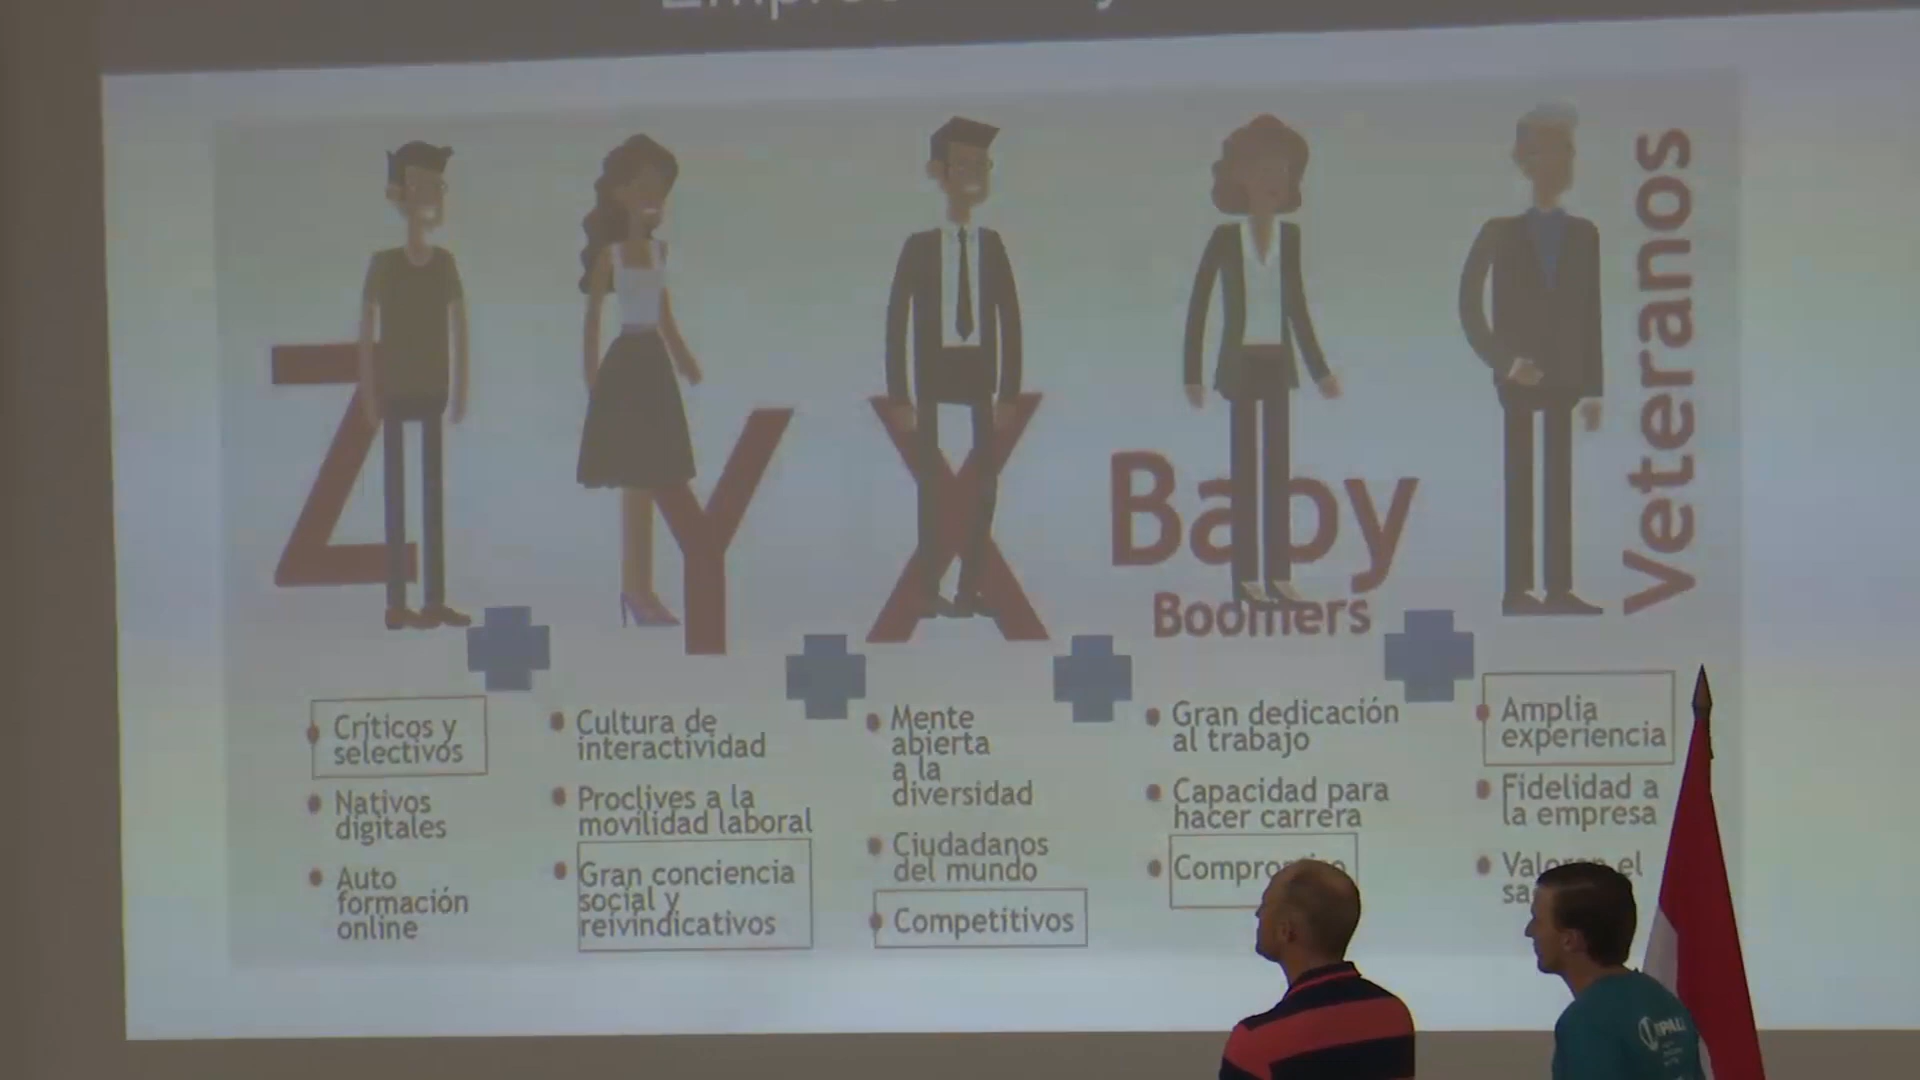 Z
Y
X
Baby
Boomers
Veteranos
Críticos y
selectivos
Nativos
digitales
Auto
formación
online
Cultura de
interactividad
Proclives a la
movilidad laboral
Gran conciencia
social y
reivindicativos
Mente
abierta
a la
diversidad
Ciudadanos
del mundo
Competitivos
Gran dedicación
al trabajo
Capacidad para
hacer carrera
Amplia
experiencia
Fidelidad a
la empresa
el